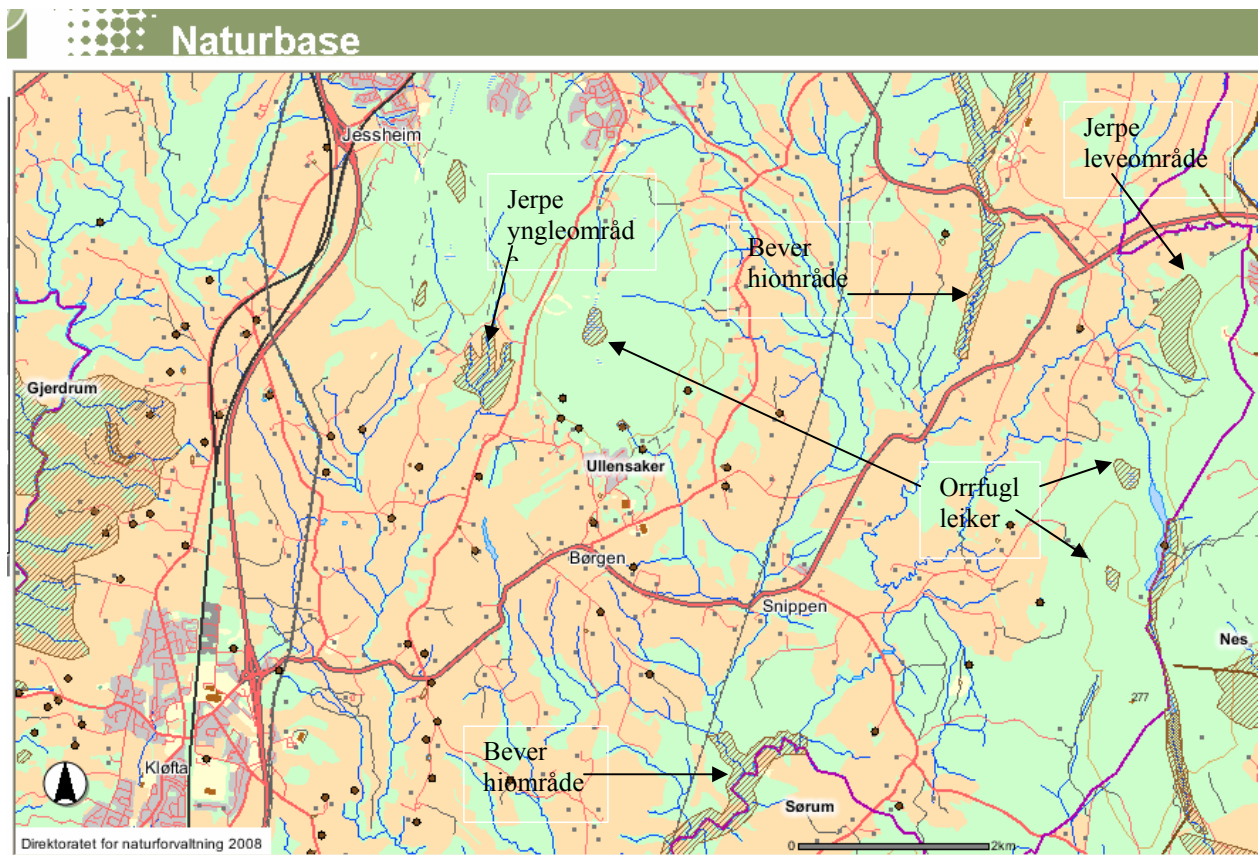 Naturbase
Jessheim
Jerpe
leveområde
Jerpe
yngleområd
e
Bever
hiområde
Gjerdrum
Ullensaker
Orrfugl
leiker
Børgen
Snippen
Nes
277
Bever
hiområde
Kløfta
Sørum
Direktoratet for naturforvaltning 2008
0 2km